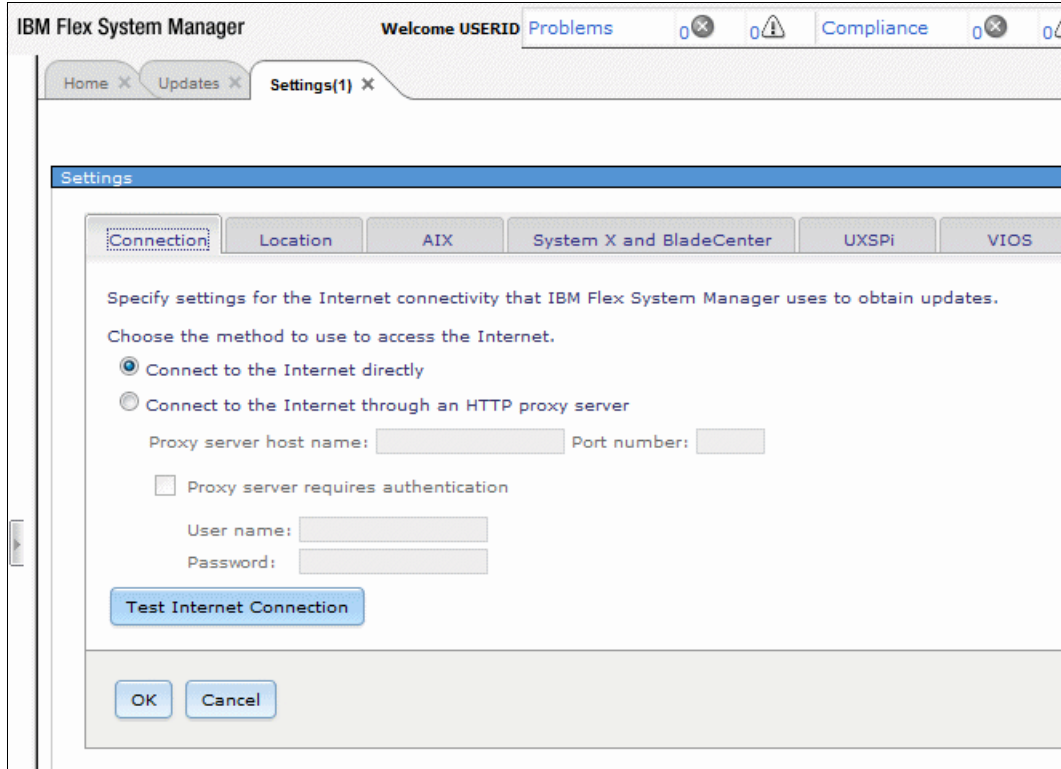 IBM Flex System Manager Welcome USERID Problems 0 0 Compliance 0 0
Home Updates Settings(1)
Settings
Connection Location AIX System X and BladeCenter UXSPi VIOS
Specify settings for the Internet connectivity that IBM Flex System Manager uses to obtain updates.
Choose the method to use to access the Internet.
Connect to the Internet directly
Connect to the Internet through an HTTP proxy server
Proxy server host name: Port number:
Proxy server requires authentication
User name:
Password:
Test Internet Connection
OK Cancel